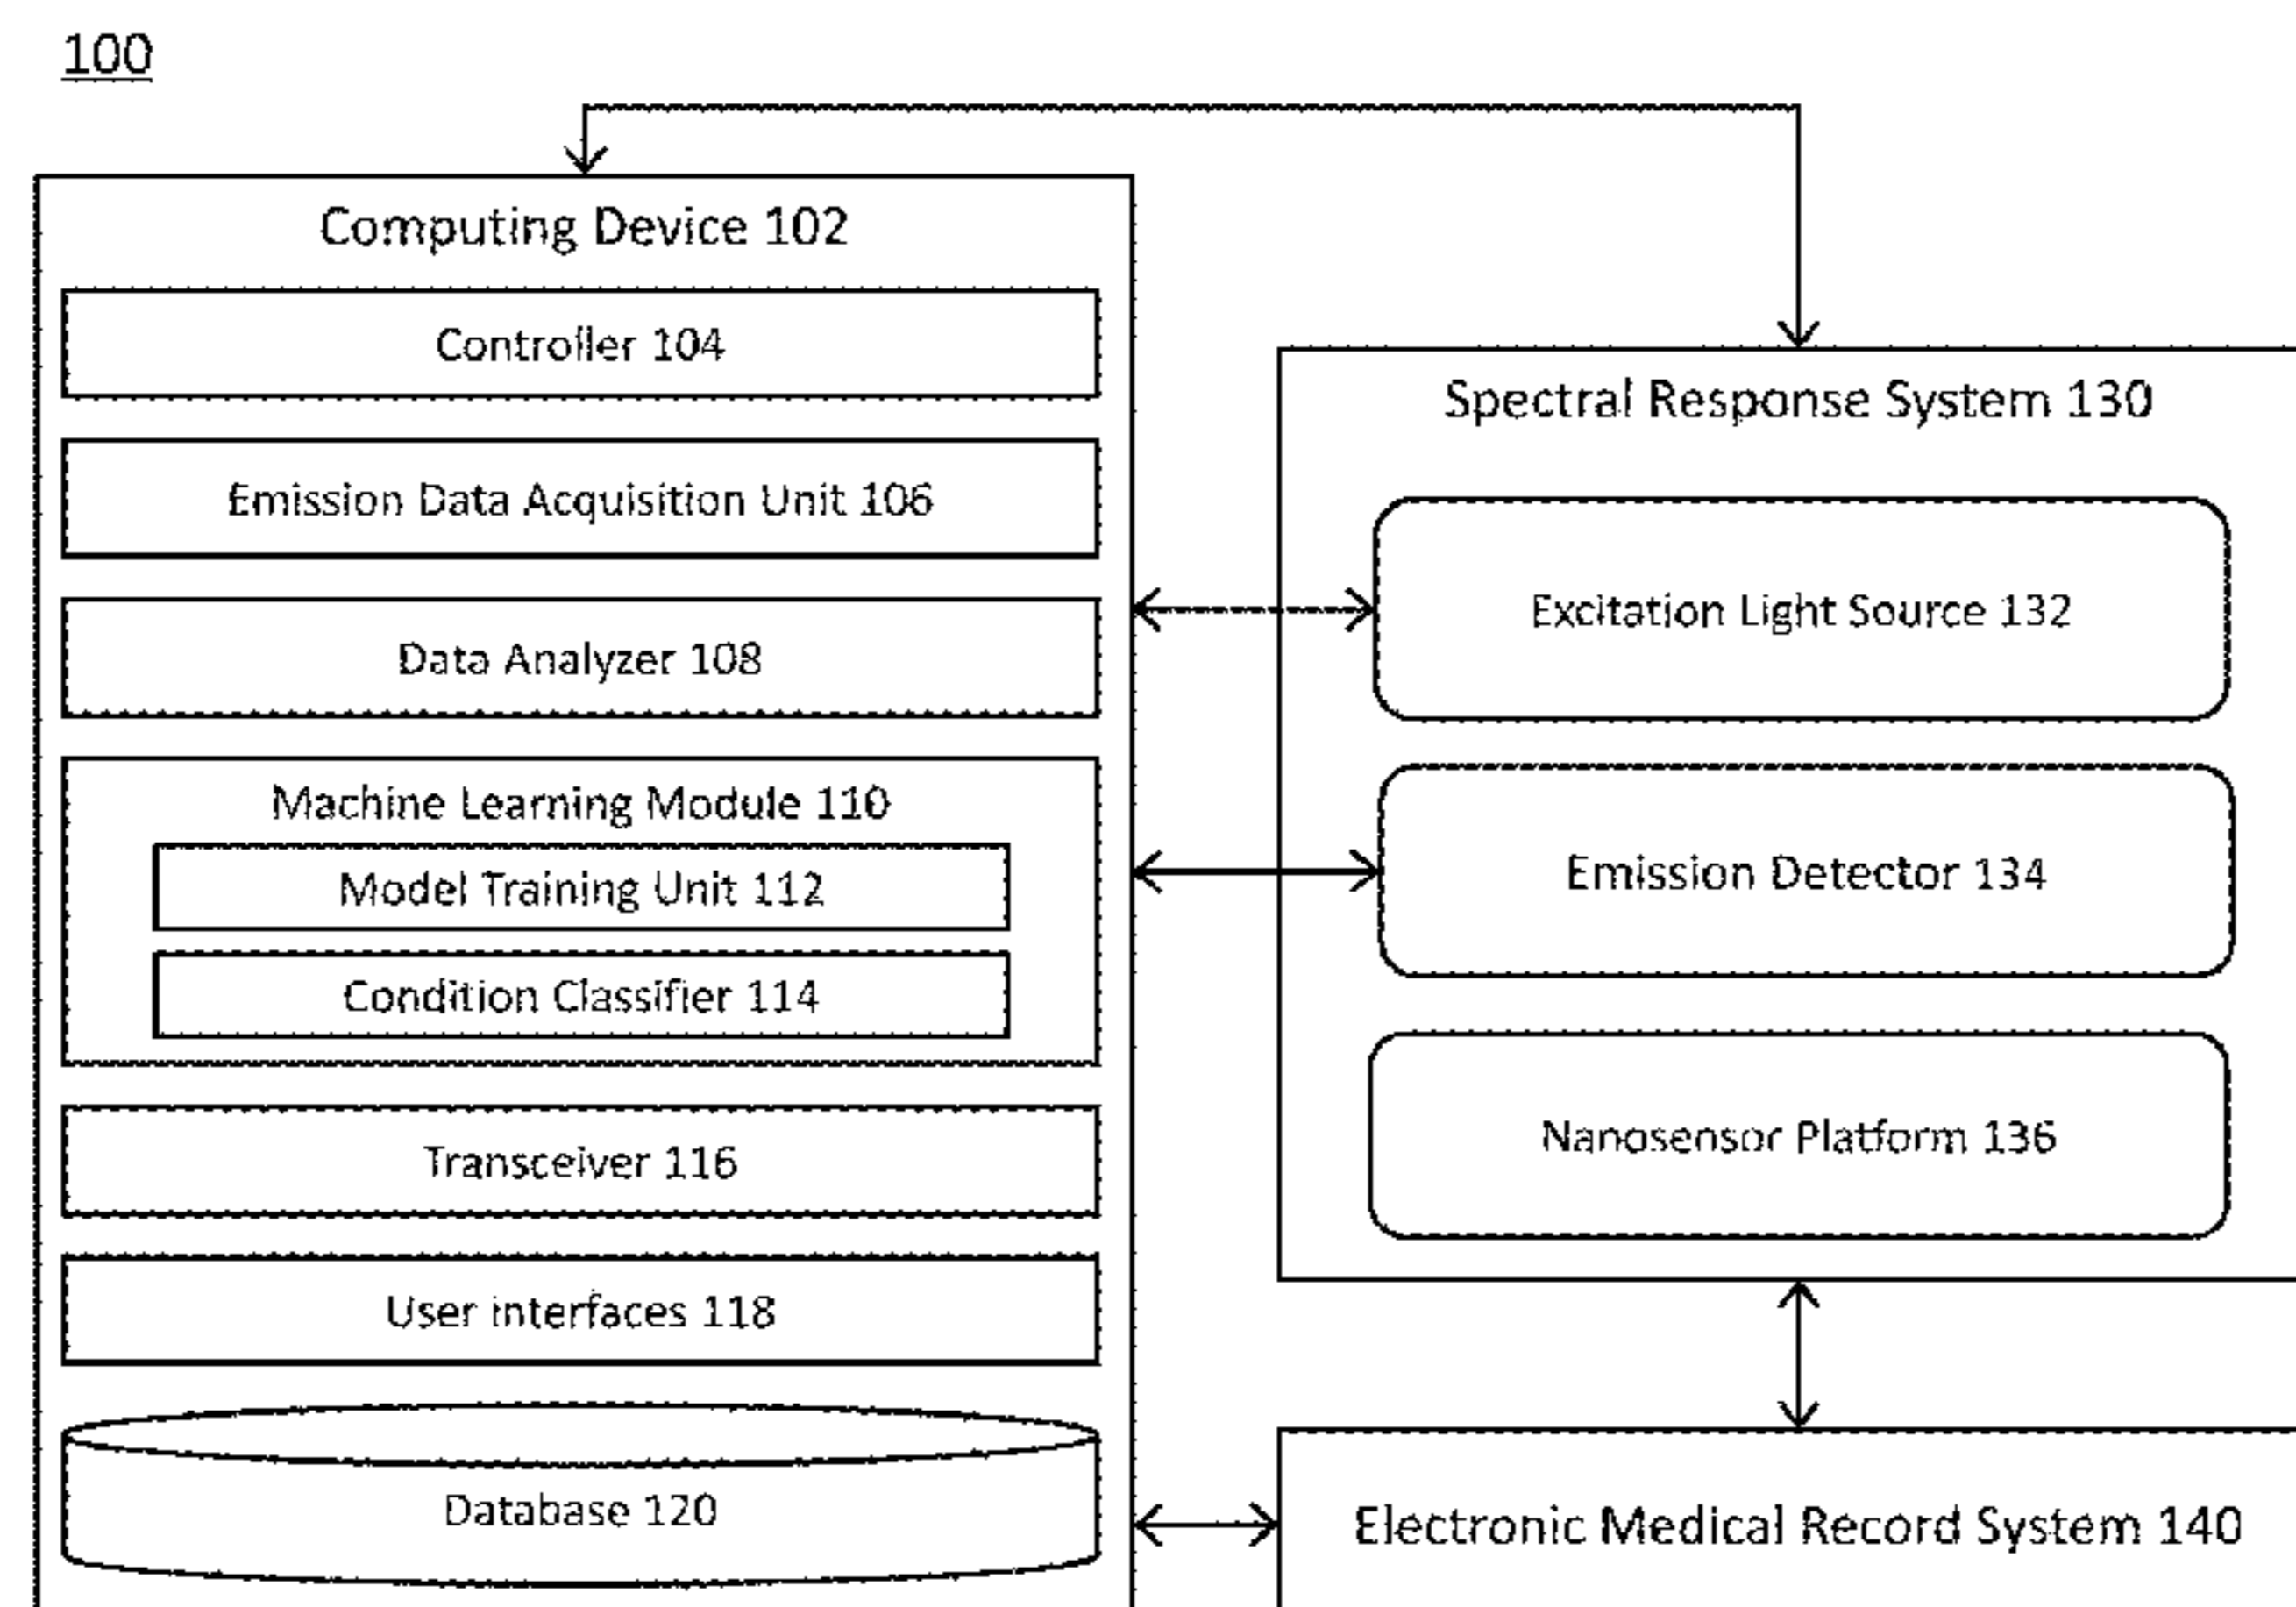 100
Computing Device 102
Controller 104
Emission Data Acquisition Unit 106
Data Analyzer 108
Machine Learning Module 110
Model Training Unit 112
Condition Classifier 114
Transceiver 116
User interfaces 118
Database 120
Spectral Response System 130
Excitation Light Source 132
Emission Detector 134
Nanosensor Platform 136
Electronic Medical Record System 140